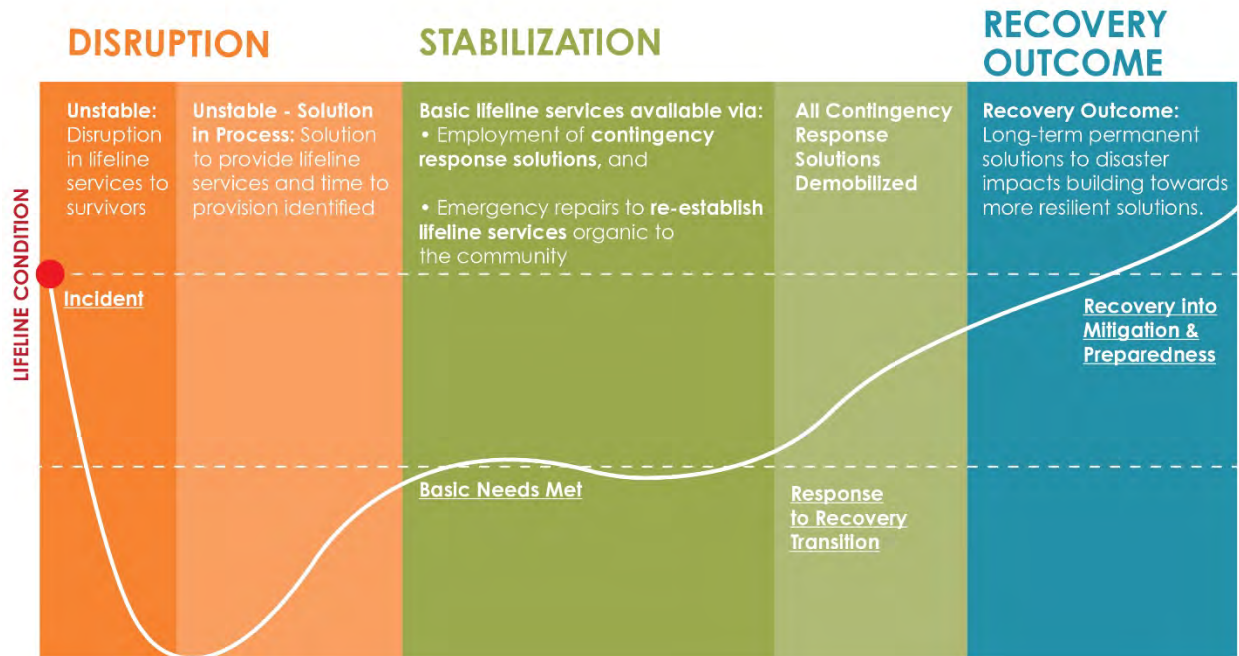 DISRUPTION
STABILIZATION
RECOVERY
OUTCOME
LIFELINE CONDITION
Unstable:
Disruption
in lifeline
services to
survivors
Unstable - Solution
in Process: Solution
to provide lifeline
services and time to
provision identified
Basic lifeline services available via:
• Employment of contingency
response solutions, and
• Emergency repairs to re-establish
lifeline services organic to
the community
All Contingency
Response
Solutions
Demobilized
Recovery Outcome:
Long-term permanent
solutions to disaster
impacts building towards
more resilient solutions.
Incident
Basic Needs Met
Response
to Recovery
Transition
Recovery into
Mitigation &
Preparedness